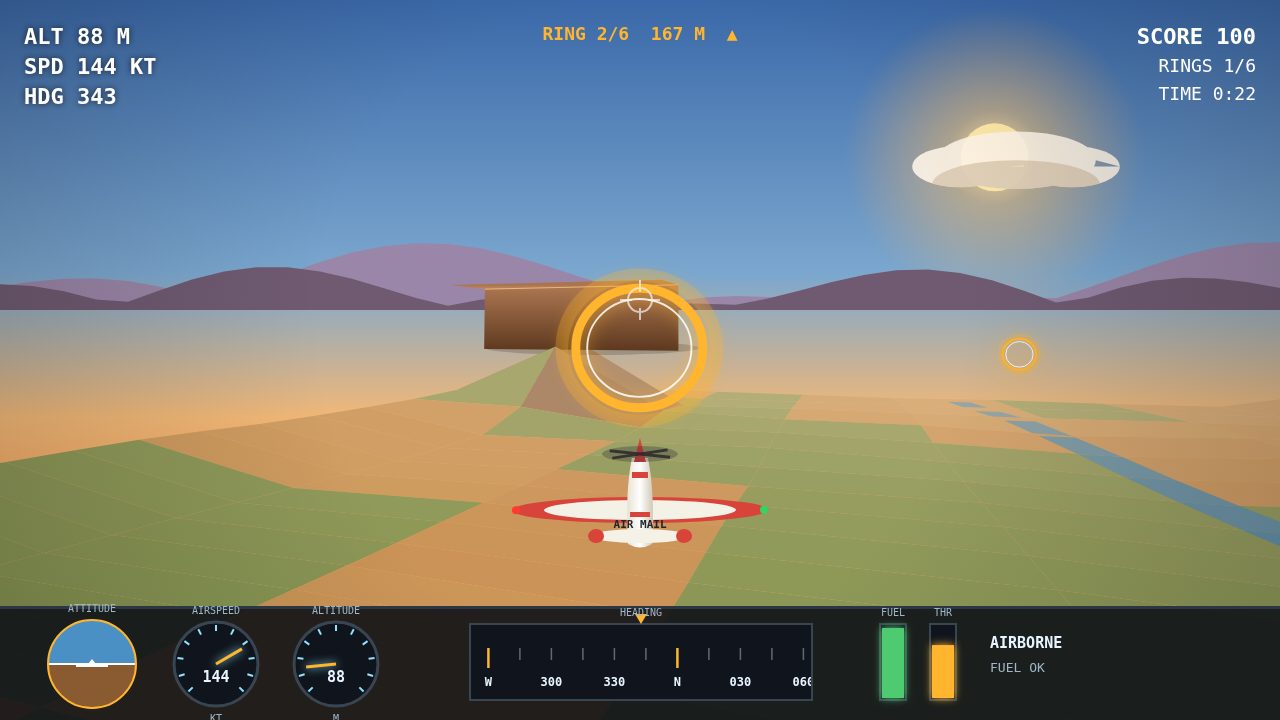 ALT 88 M
SPD 144 KT
HDG 343
RING 2/6 167 M ▲
SCORE 100
RINGS 1/6
TIME 0:22
AIR MAIL
ATTITUDE
AIRSPEED
144
KT
ALTITUDE
88
M
HEADING
W 300 330 N 030 060
FUEL
THR
AIRBORNE
FUEL OK